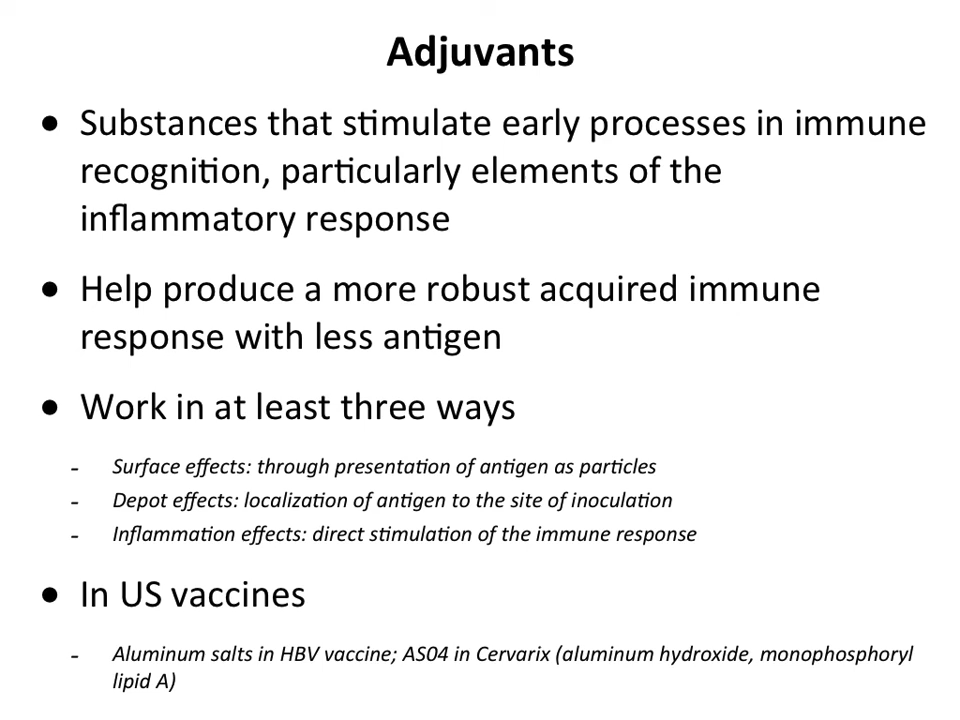 Adjuvants
• Substances that stimulate early processes in immune
recognition, particularly elements of the
inflammatory response
• Help produce a more robust acquired immune
response with less antigen
• Work in at least three ways
- Surface effects: through presentation of antigen as particles
- Depot effects: localization of antigen to the site of inoculation
- Inflammation effects: direct stimulation of the immune response
• In US vaccines
- Aluminum salts in HBV vaccine; AS04 in Cervarix (aluminum hydroxide, monophosphoryl
lipid A)